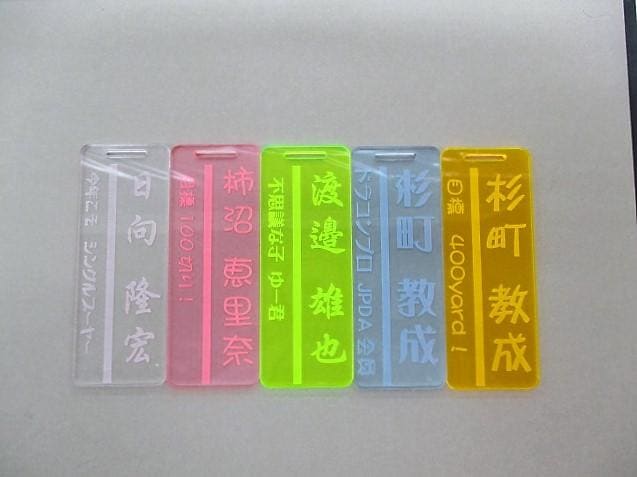 日向 隆宏
今年こそ シングルプレーヤー
柿沼 恵里奈
目標 100切り!
渡邊 雄也
不思議な子 ゆー君
杉町 教成
ドラコンプロ JPDA 会員
杉町 教成
目標 400yard!